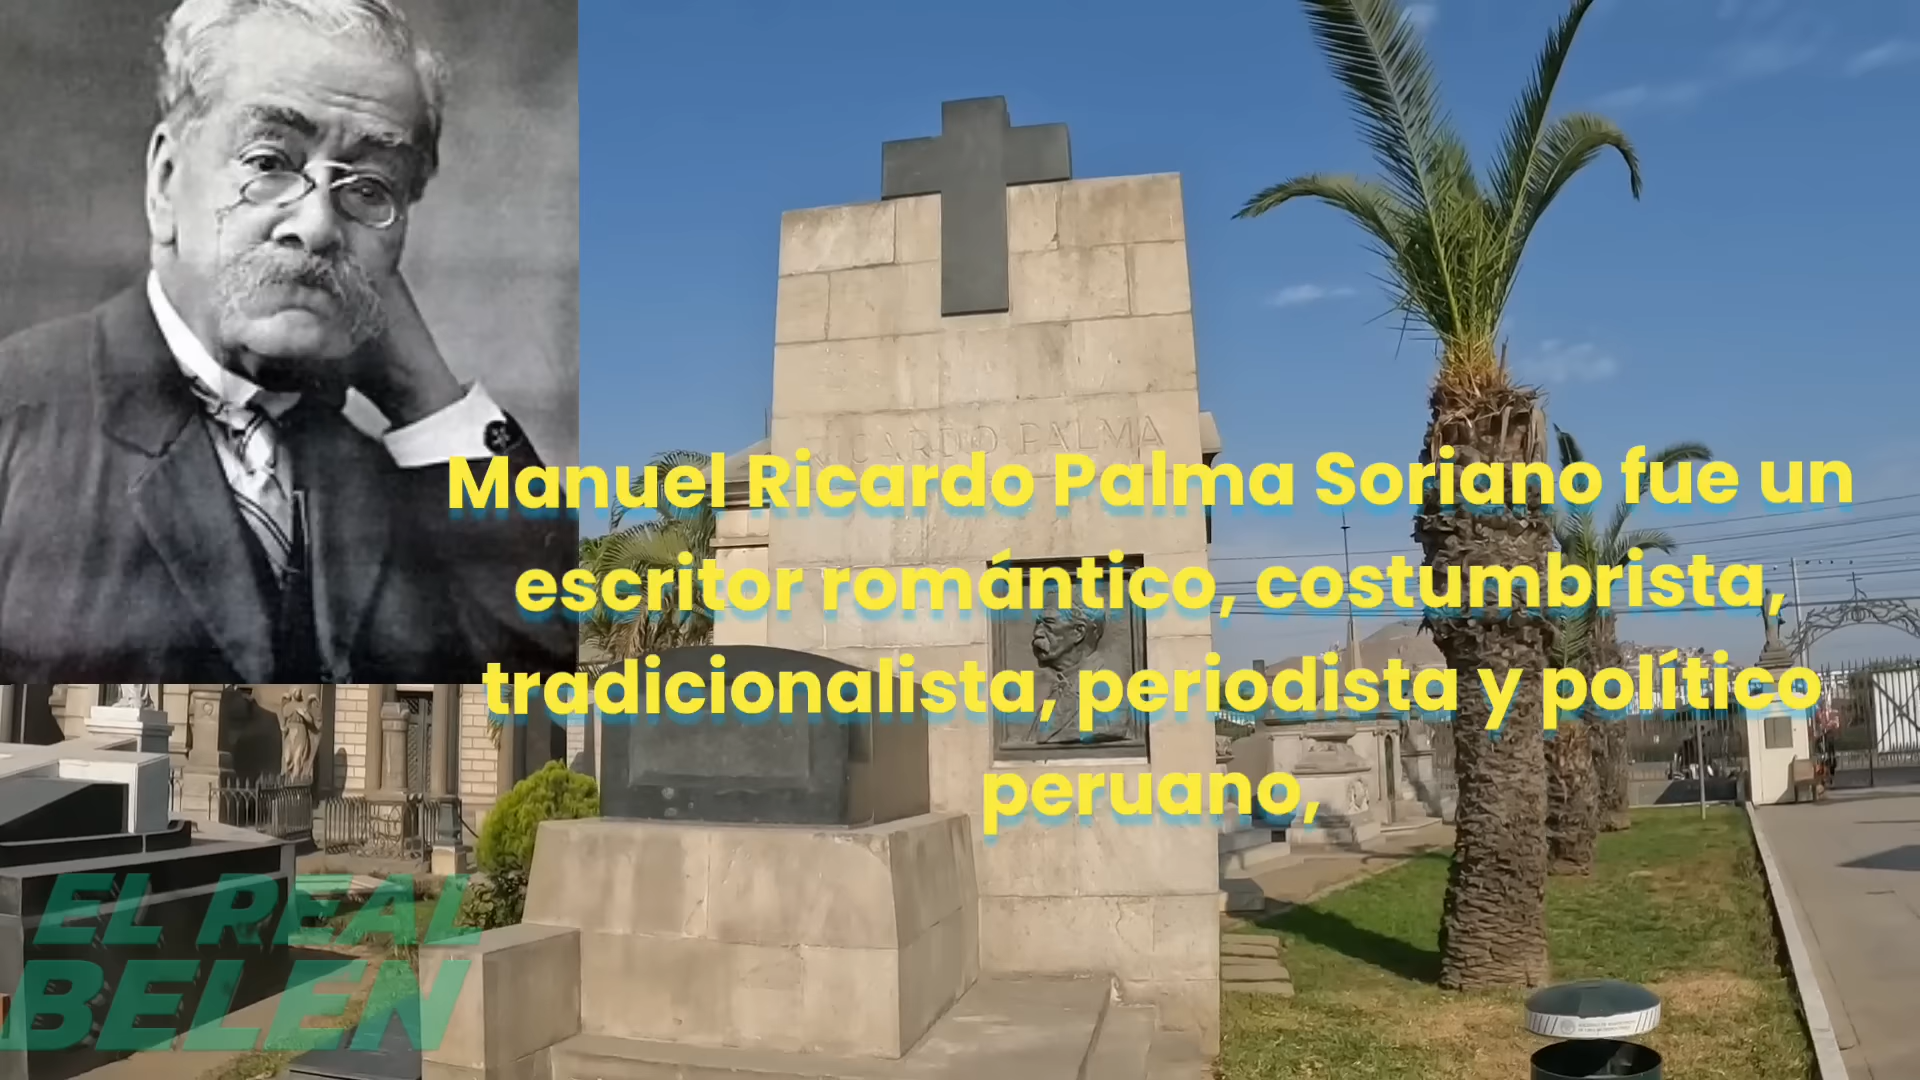 RICARDO PALMA
Manuel Ricardo Palma Soriano fue un
escritor romántico, costumbrista,
tradicionalista, periodista y político
peruano,
EL REAL
BELEN